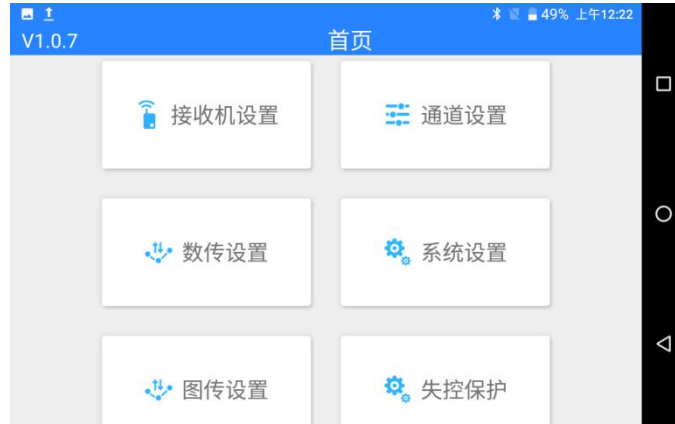 49% 上午12:22
V1.0.7 首页
接收机设置 通道设置
数传设置 系统设置
图传设置 失控保护